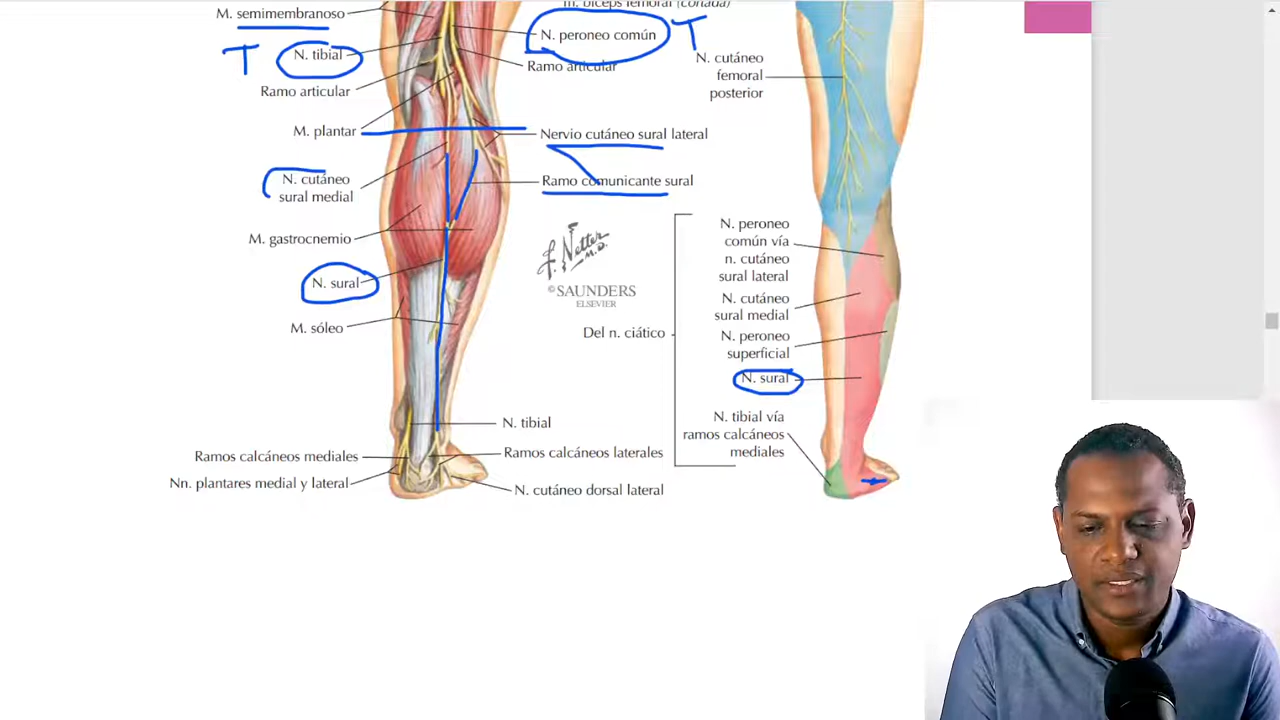 m. bíceps femoral (cortada)
M. semimembranoso
T
N. tibial
N. peroneo común
T
Ramo articular
Ramo articular
M. plantar
Nervio cutáneo sural lateral
N. cutáneo
sural medial
Ramo comunicante sural
M. gastrocnemio
N. sural
M. sóleo
F. Netter
M.D.
©SAUNDERS
ELSEVIER
N. tibial
Ramos calcáneos mediales
Ramos calcáneos laterales
Nn. plantares medial y lateral
N. cutáneo dorsal lateral
N. cutáneo
femoral
posterior
Del n. ciático
N. peroneo
común vía
n. cutáneo
sural lateral
N. cutáneo
sural medial
N. peroneo
superficial
N. sural
N. tibial vía
ramos calcáneos
mediales